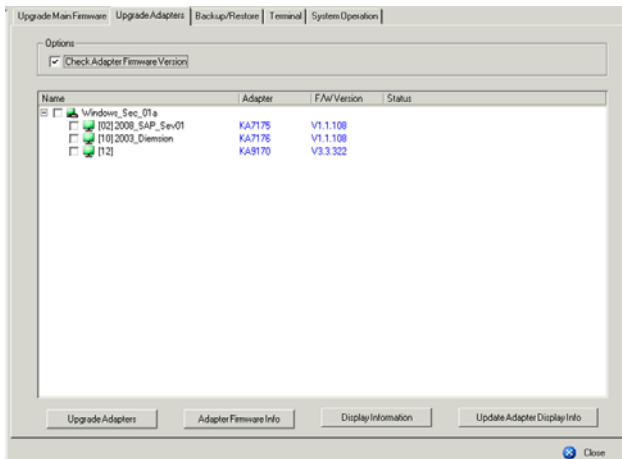 Upgrade Main Firmware Upgrade Adapters Backup/Restore Terminal System Operation
Options
Check Adapter Firmware Version
Name Adapter F/W Version Status
Windows_Sec_01a
[02] 2008_SAP_Sev01 KA7175 V1.1.108
[10] 2003_Diemsion KA7176 V1.1.108
[12] KA9170 V3.3.322
Upgrade Adapters Adapter Firmware Info Display Information Update Adapter Display Info
Close